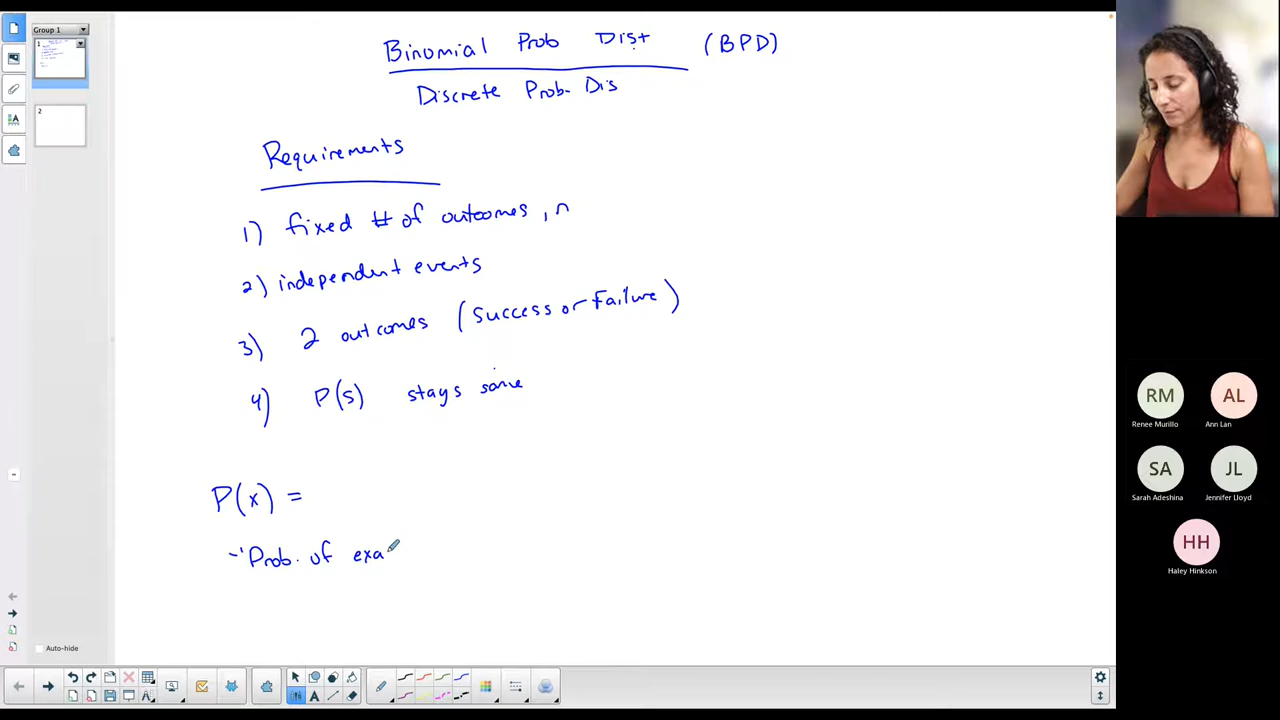 Group 1
1
2
Binomial Prob Dist (BPD)
Discrete Prob. Dis
Requirements
1) fixed # of outcomes, n
2) independent events
3) 2 outcomes (Success or Failure)
4) P(S) stays same
P(x) =
"Prob. of exa
RM
Renee Murillo
AL
Ann Lan
SA
Sarah Adeshina
JL
Jennifer Lloyd
HH
Haley Hinkson
Auto-hide